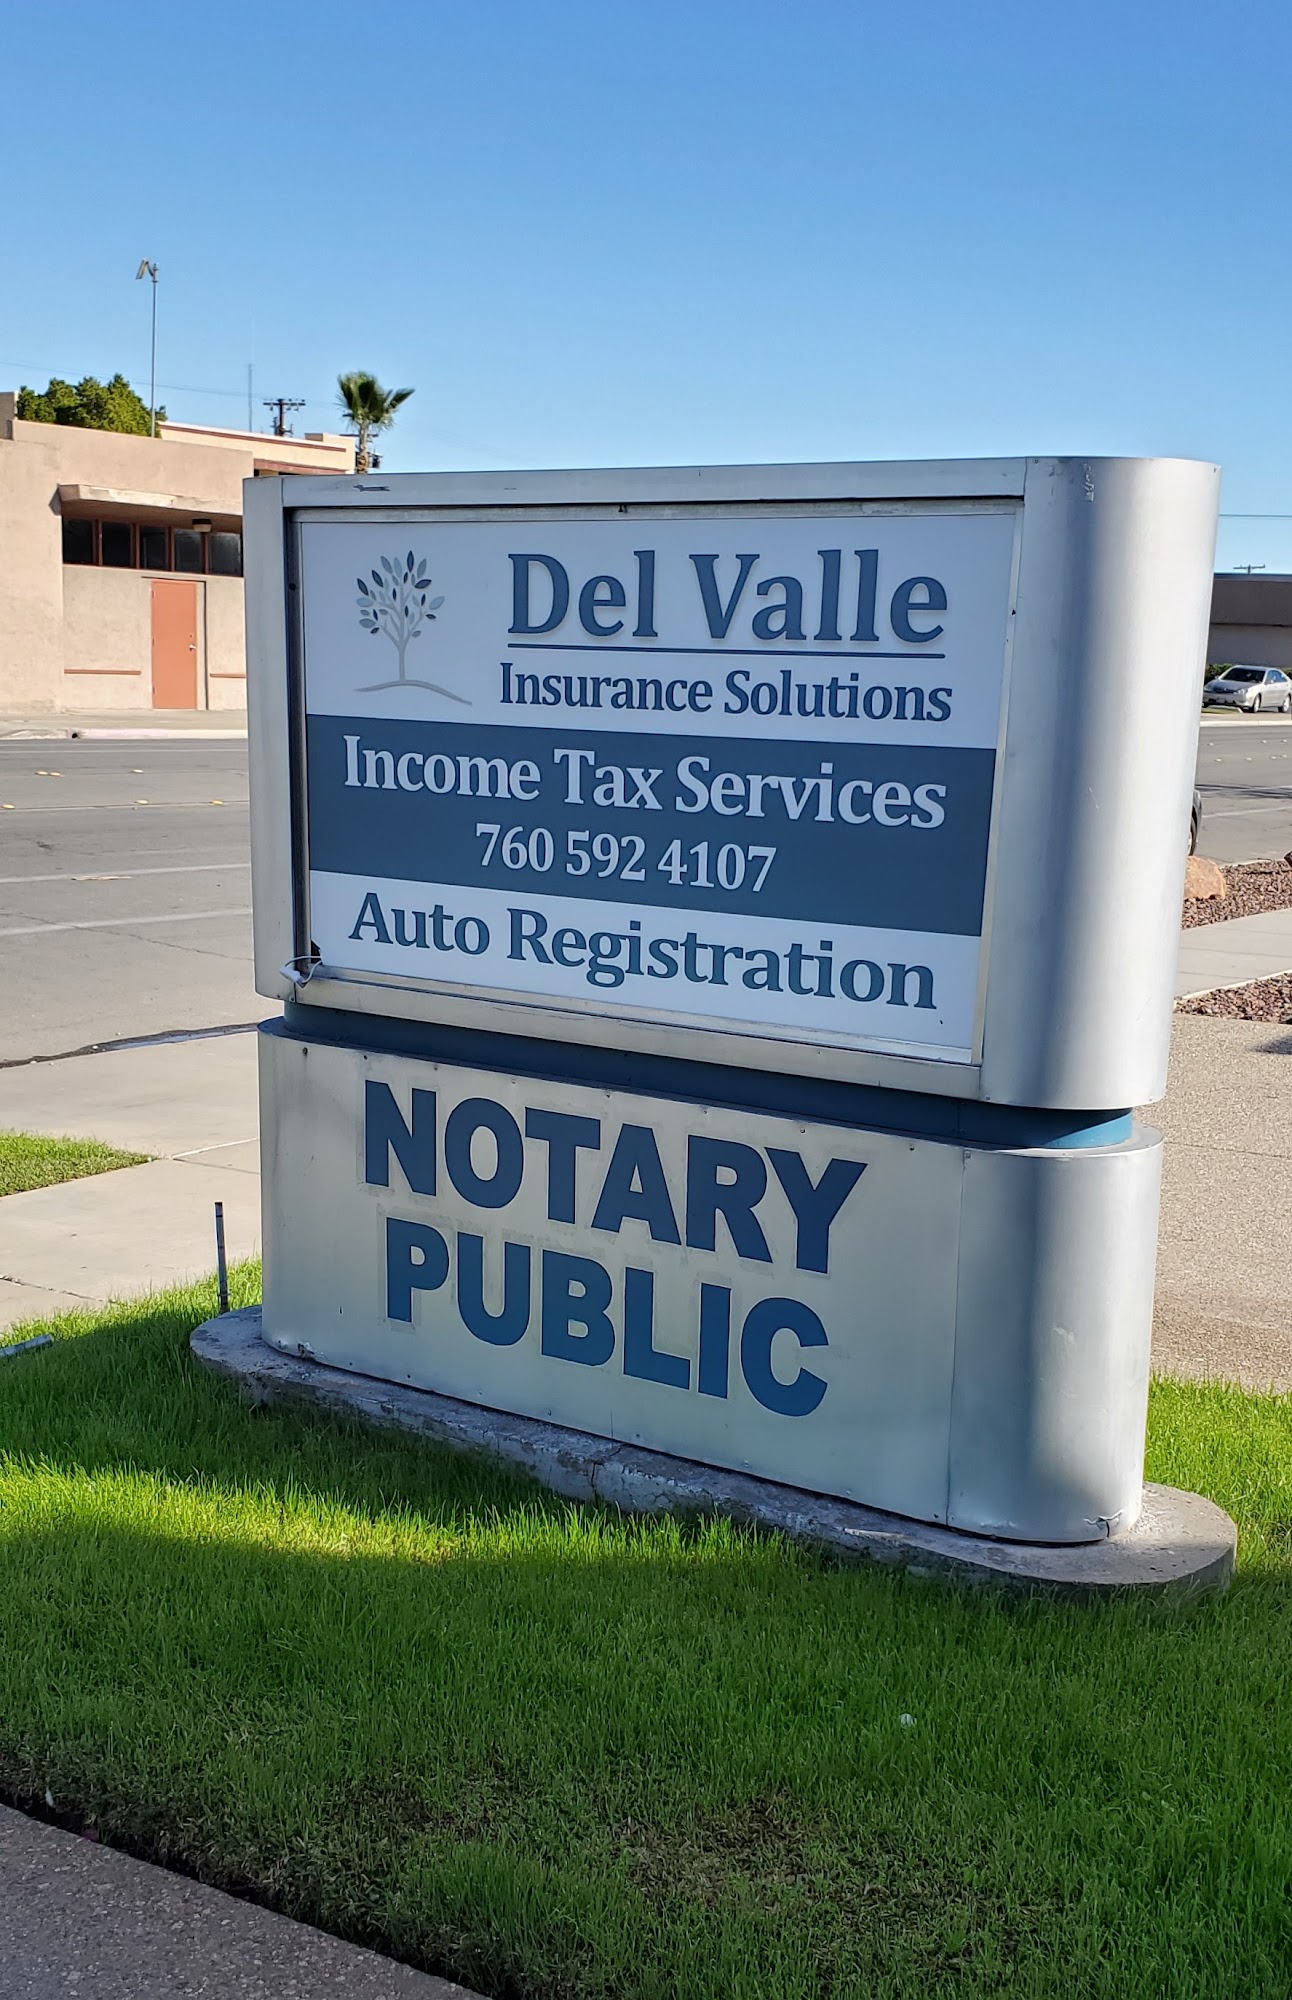 Del Valle
Insurance Solutions
Income Tax Services
760 592 4107
Auto Registration
NOTARY
PUBLIC